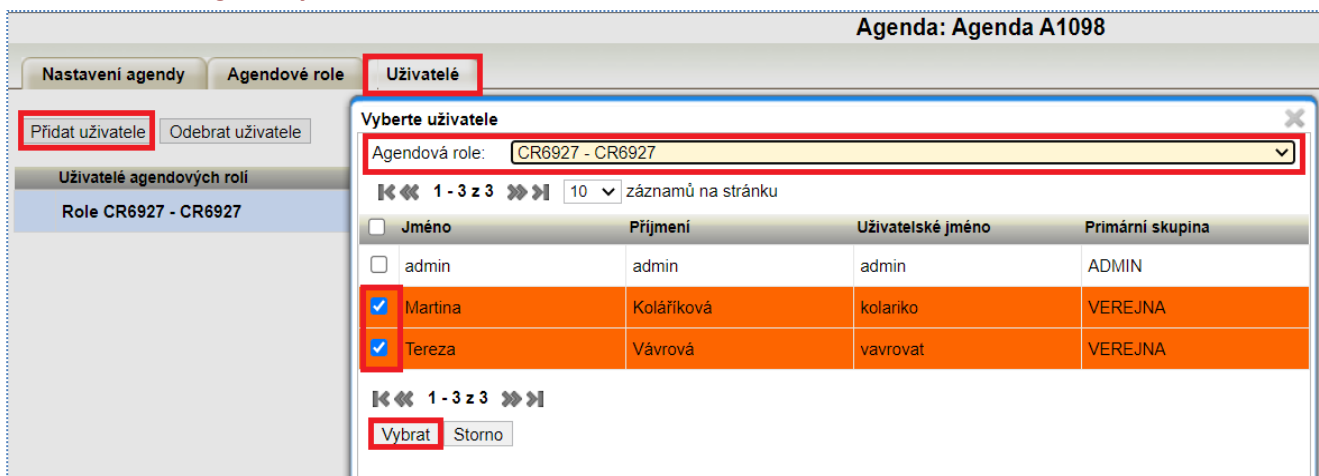 Agenda: Agenda A1098
Nastavení agendy Agendové role Uživatelé
Přidat uživatele Odebrat uživatele
Vyberte uživatele
Agendová role: CR6927 - CR6927
Uživatelé agendových rolí
1 - 3 z 3 10 záznamů na stránku
Role CR6927 - CR6927
Jméno Příjmení Uživatelské jméno Primární skupina
admin admin admin ADMIN
Martina Koláříková kolariko VEREJNA
Tereza Vávrová vavrovat VEREJNA
1 - 3 z 3
Vybrat Storno